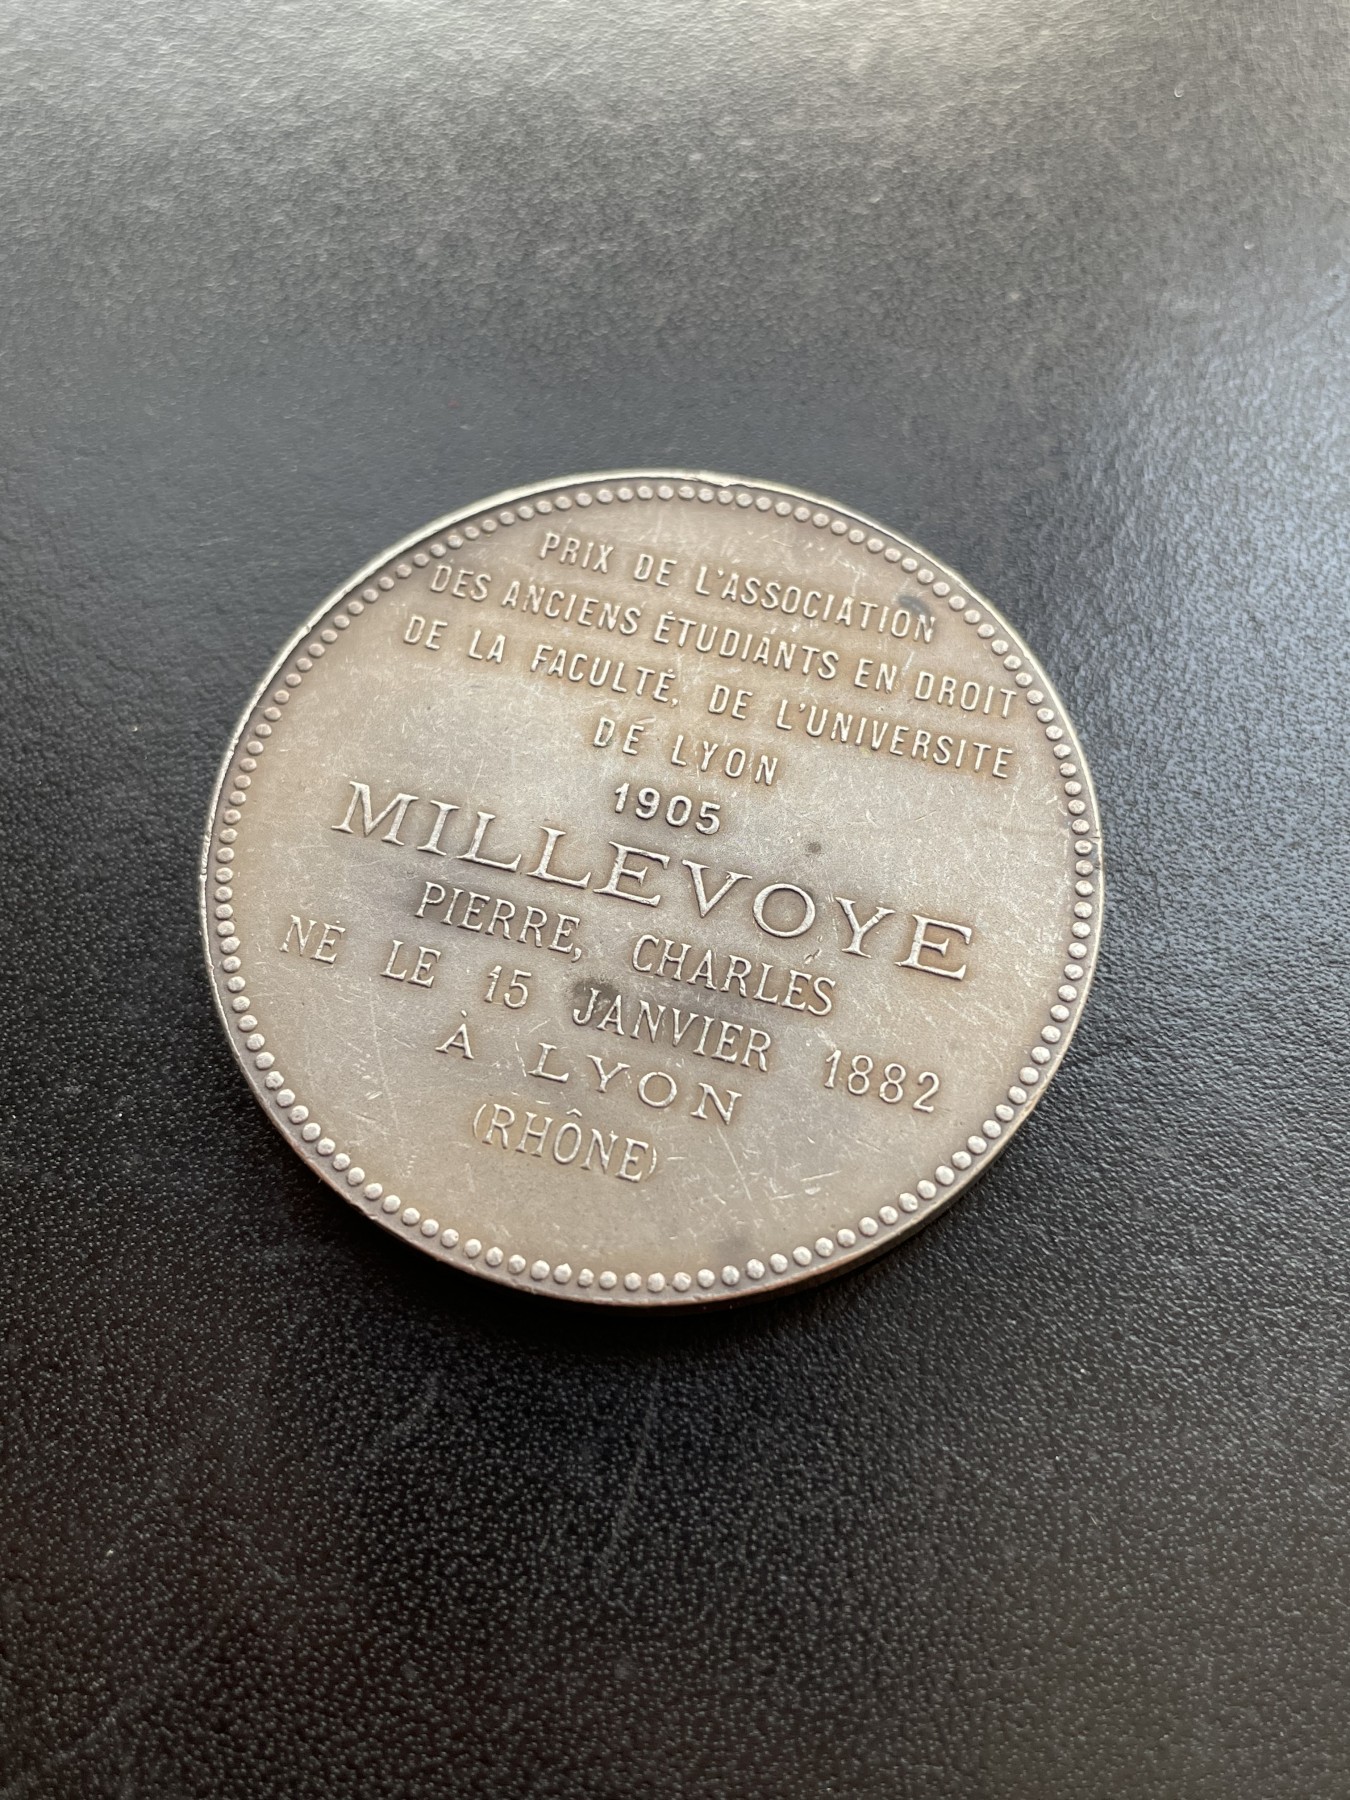 PRIX DE L'ASSOCIATION
DES ANCIENS ÉTUDIANTS EN DROIT
DE LA FACULTÉ, DE L'UNIVERSITÉ
DE LYON
1905
MILLEVOYE
PIERRE, CHARLES
NÉ LE 15 JANVIER 1882
À LYON
(RHÔNE)